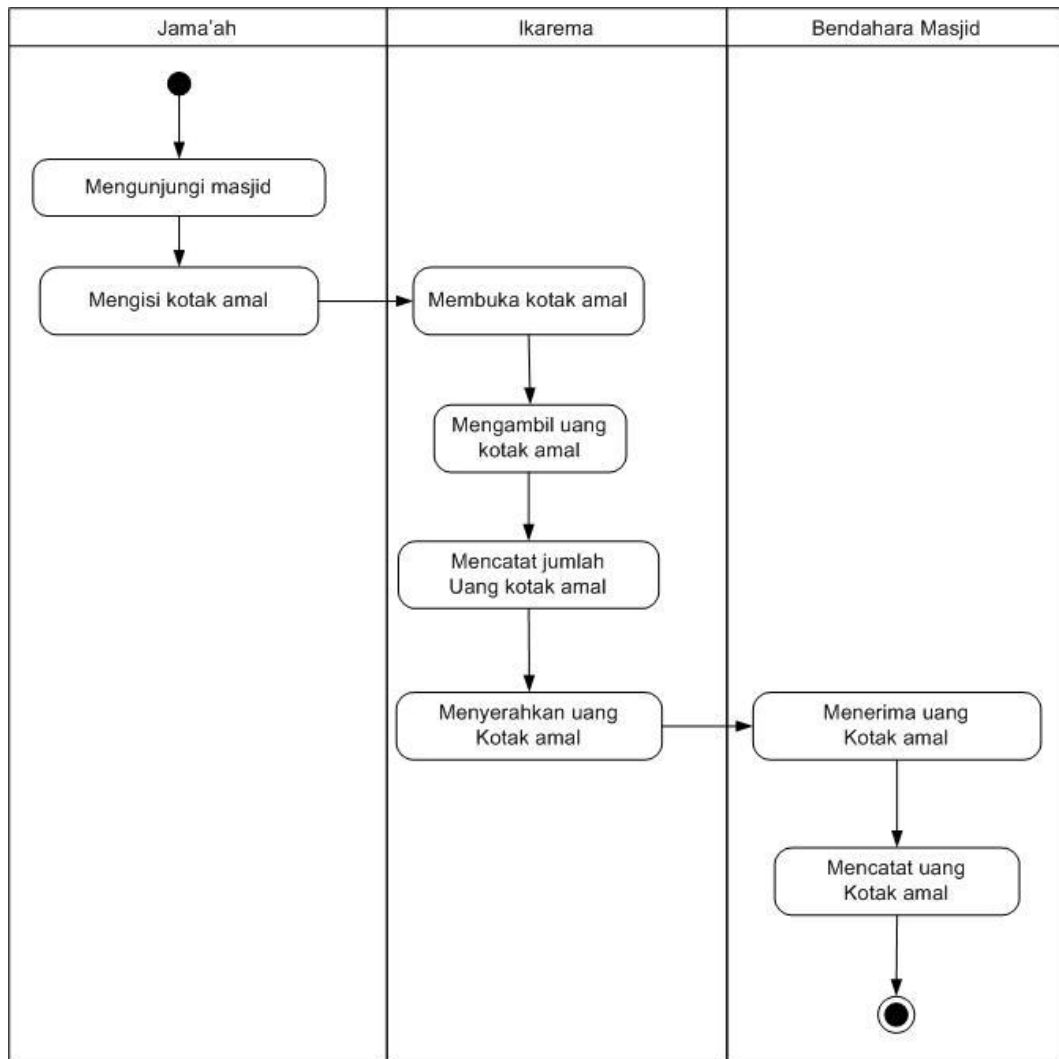 Jama'ah
Ikarema
Bendahara Masjid
Mengunjungi masjid
Mengisi kotak amal
Membuka kotak amal
Mengambil uang
kotak amal
Mencatat jumlah
Uang kotak amal
Menyerahkan uang
Kotak amal
Menerima uang
Kotak amal
Mencatat uang
Kotak amal